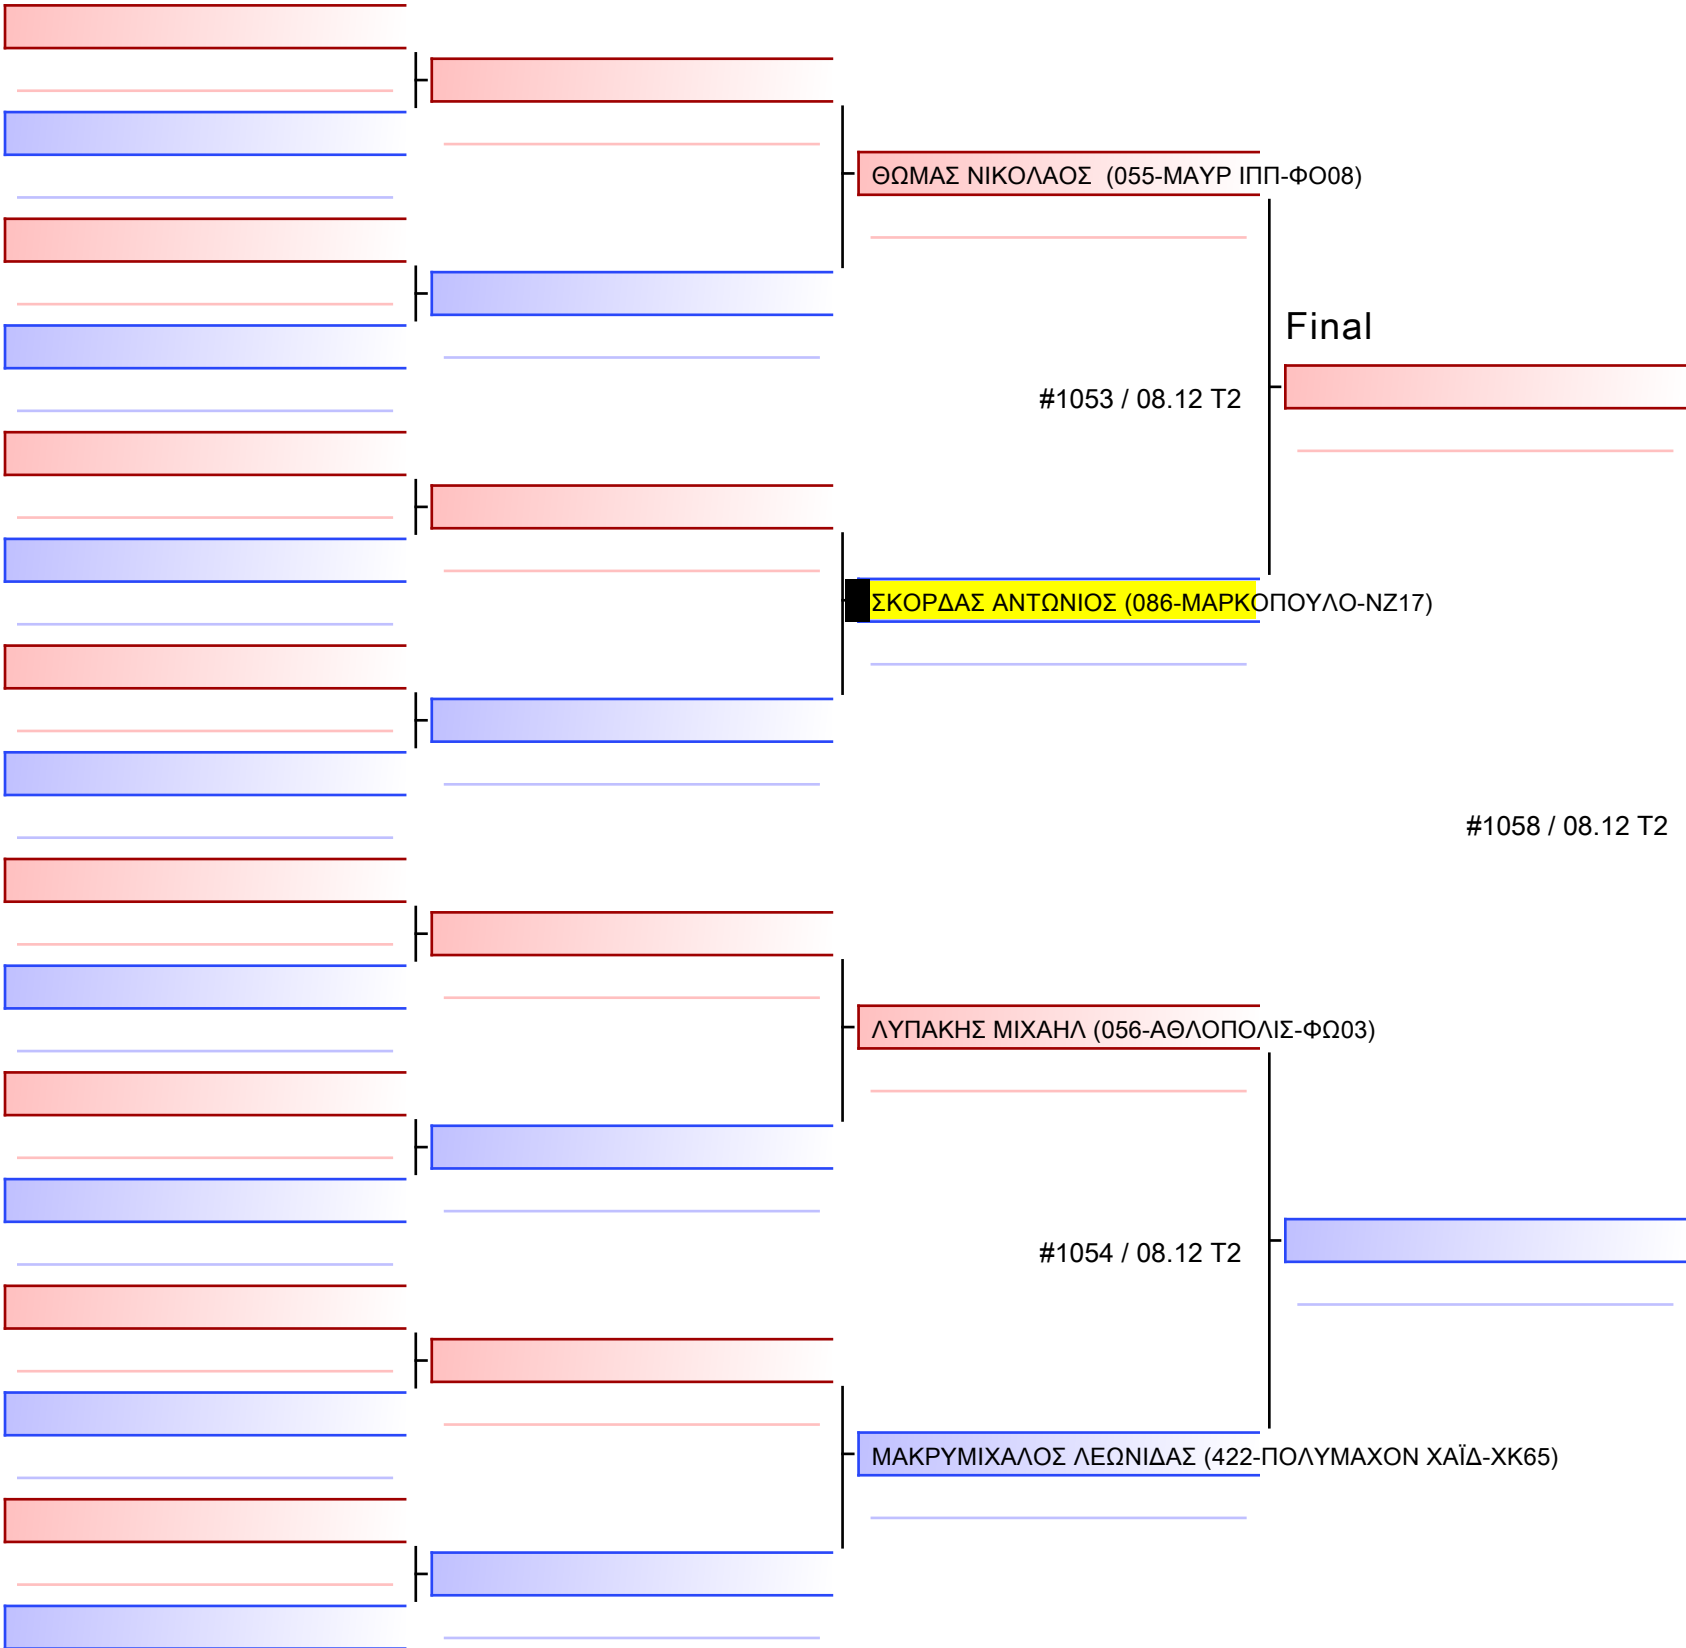 ΘΩΜΑΣ ΝΙΚΟΛΑΟΣ (055-ΜΑΥΡ ΙΠΠ-ΦΟ08)
Final
#1053 / 08.12 T2
ΣΚΟΡΔΑΣ ΑΝΤΩΝΙΟΣ (086-ΜΑΡΚΟΠΟΥΛΟ-ΝΖ17)
#1058 / 08.12 T2
ΛΥΠΑΚΗΣ ΜΙΧΑΗΛ (056-ΑΘΛΟΠΟΛΙΣ-ΦΩ03)
#1054 / 08.12 T2
ΜΑΚΡΥΜΙΧΑΛΟΣ ΛΕΩΝΙΔΑΣ (422-ΠΟΛΥΜΑΧΟΝ ΧΑΪΔ-ΧΚ65)